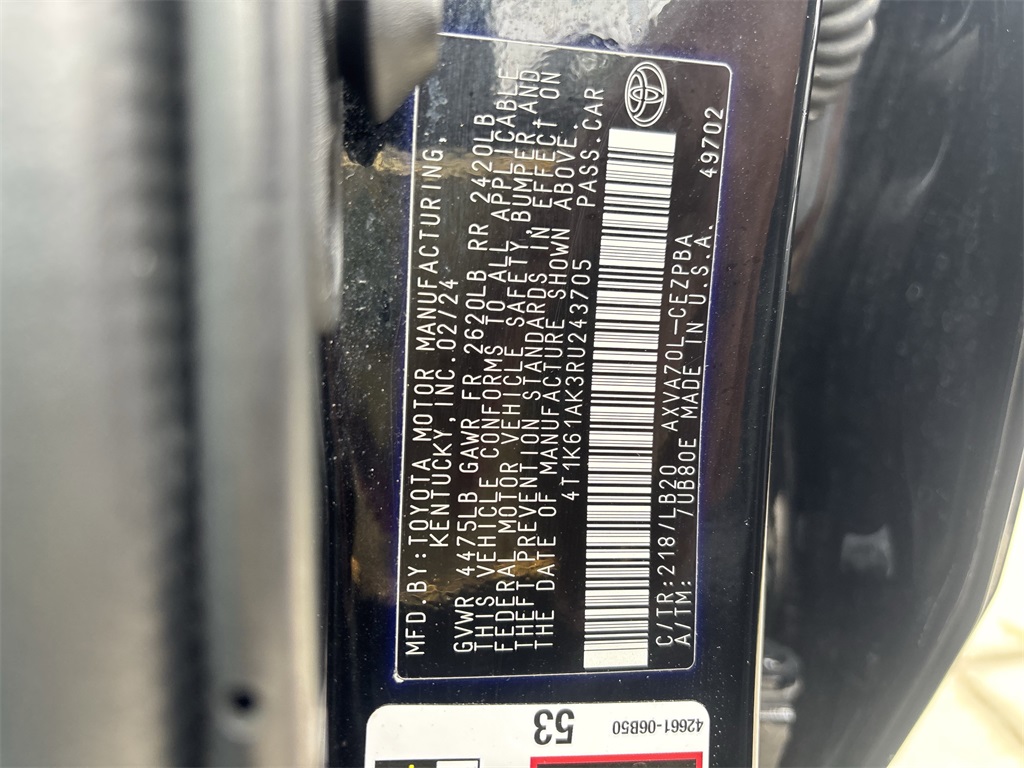 MFD.BY:TOYOTA MOTOR MANUFACTURING,
KENTUCKY,INC.02/24
GVWR 4475LB GAWR FR 2620LB RR 2420LB
THIS VEHICLE CONFORMS TO ALL APPLICABLE
FEDERAL MOTOR VEHICLE SAFETY, BUMPER,AND
THEFT PREVENTION STANDARDS IN EFFECT ON
THE DATE OF MANUFACTURE SHOWN ABOVE.
4T1K61AK3RU243705 PASS.CAR
C/TR:218/LB20 AXVA70L-CEZPBA
A/TM: 7UB80E MADE IN U.S.A. 49702
53
42661-06B50